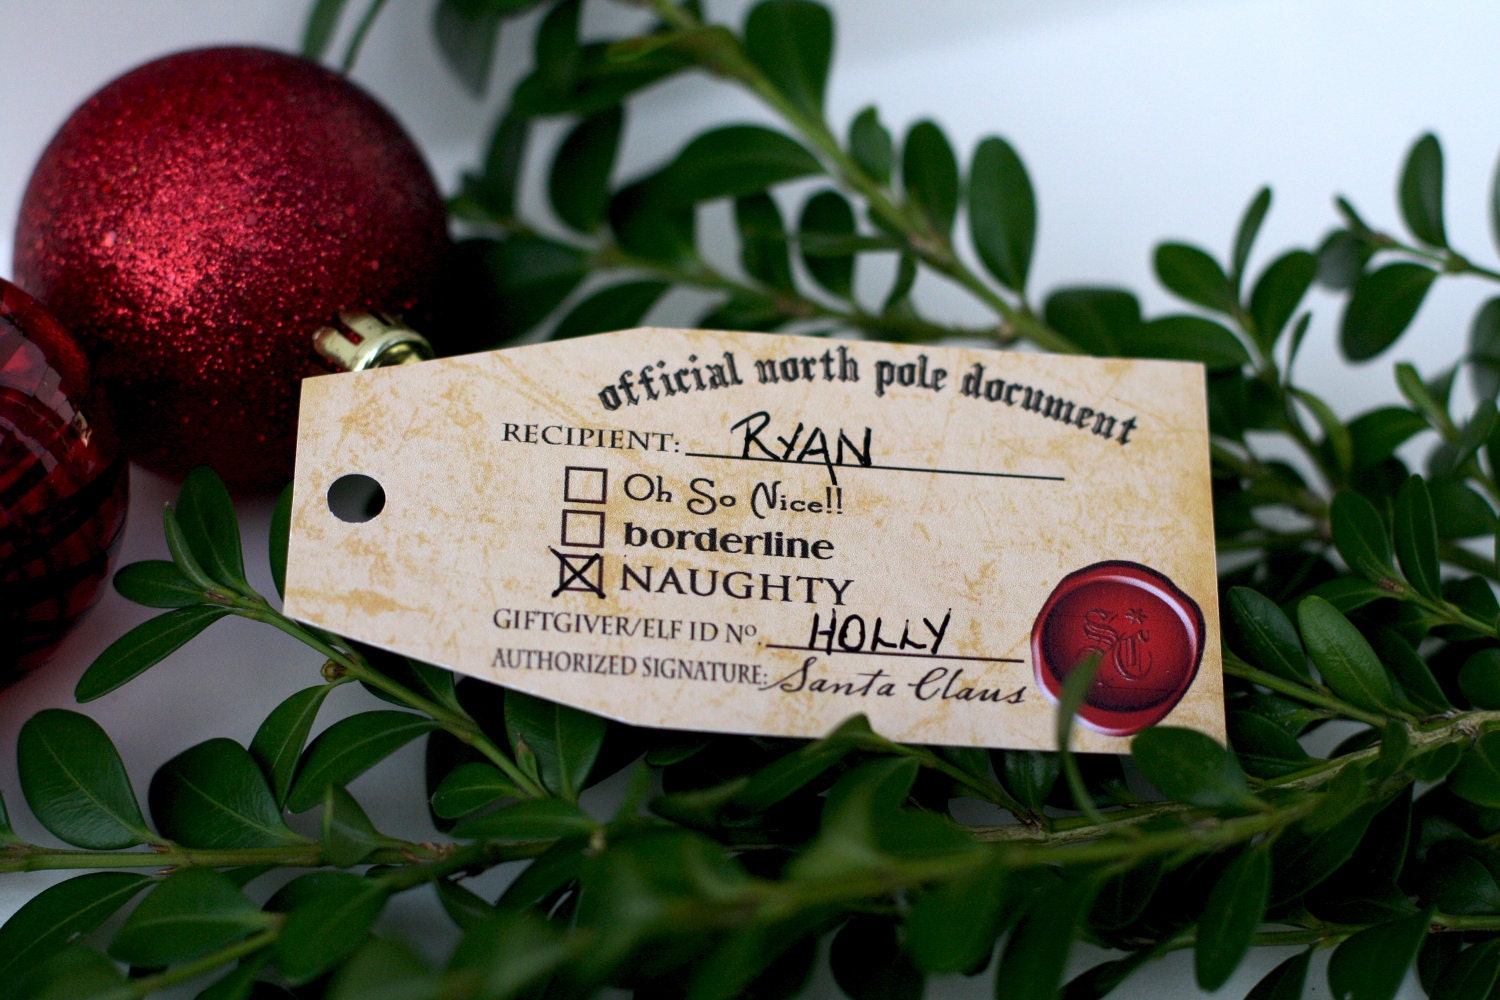 official north pole document
RECIPIENT: RYAN
Oh So Nice!!
borderline
NAUGHTY
GIFTGIVER/ELF ID Nº. HOLLY
AUTHORIZED SIGNATURE: Santa Claus
SC